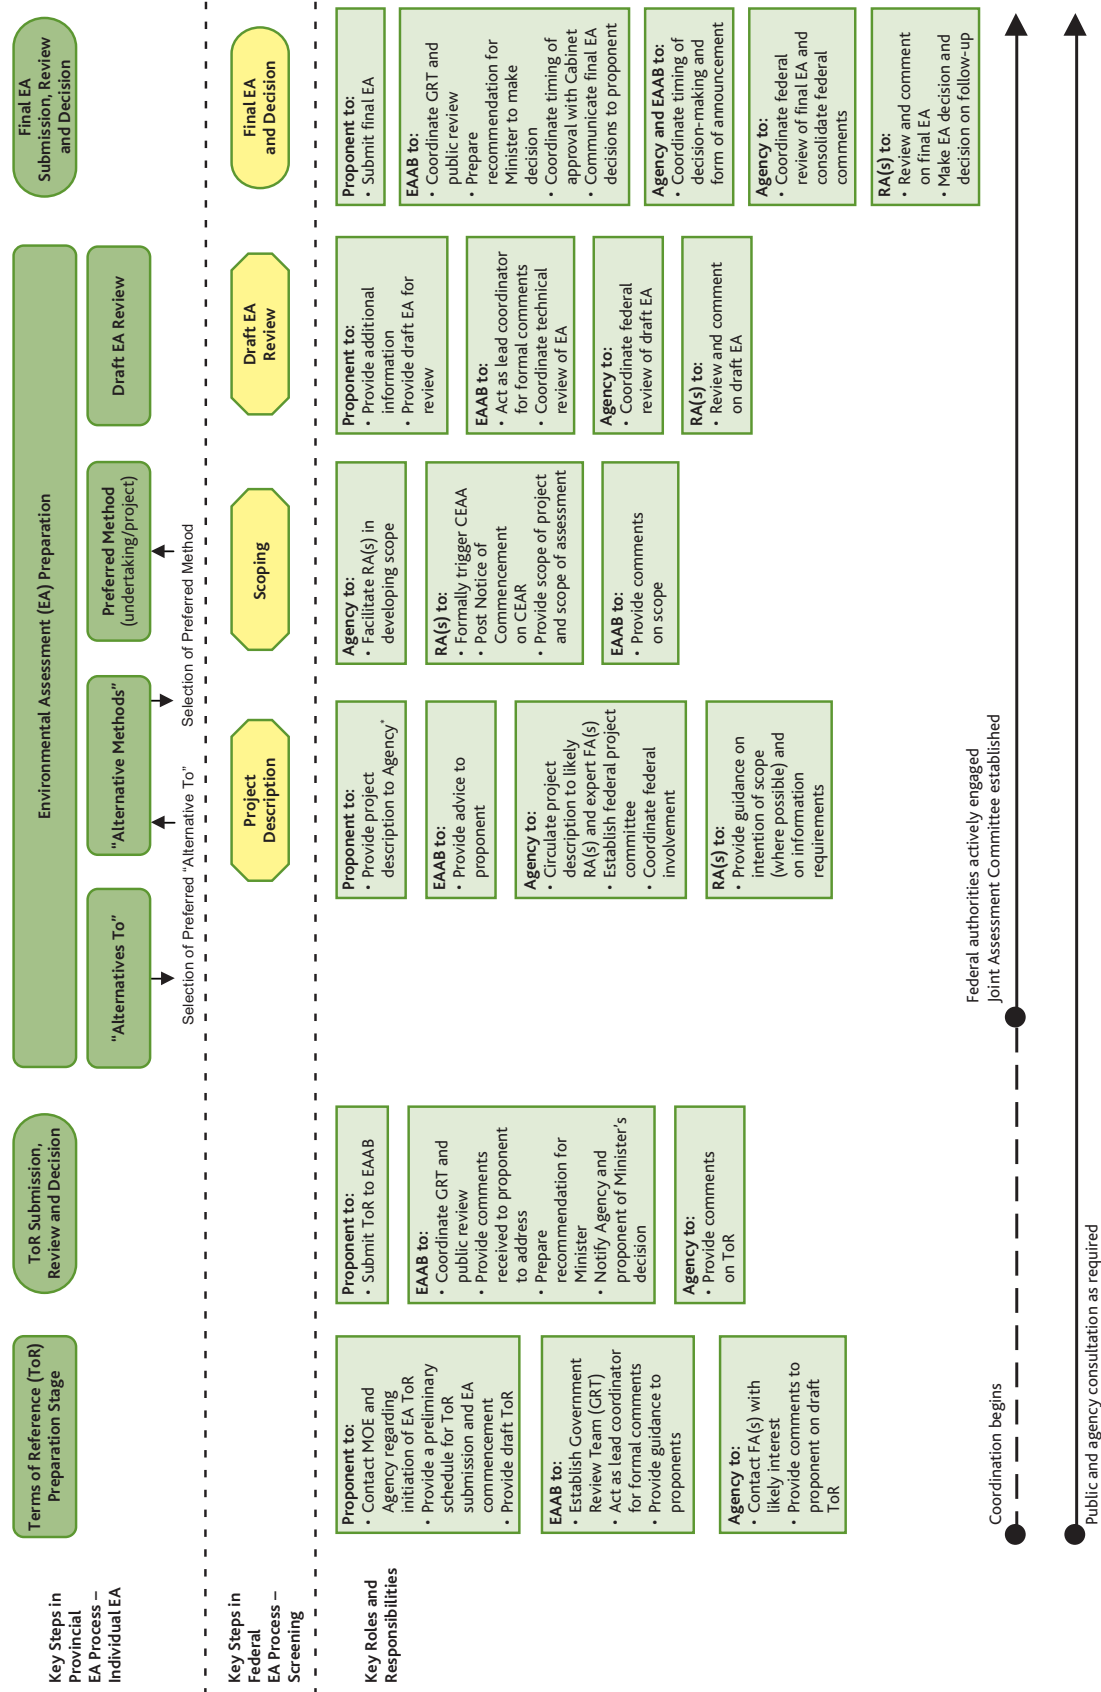 Key Steps in
Provincial
EA Process –
Individual EA
Terms of Reference (ToR)
Preparation Stage
ToR Submission,
Review and Decision
Environmental Assessment (EA) Preparation
"Alternatives To"
"Alternative Methods"
Preferred Method
(undertaking/project)
Draft EA Review
Final EA
Submission, Review
and Decision
Selection of Preferred "Alternative To"
Selection of Preferred Method
Key Steps in
Federal
EA Process –
Screening
Project
Description
Scoping
Draft EA
Review
Final EA
and Decision
Key Roles and
Responsibilities
Proponent to:
• Contact MOE and
Agency regarding
initiation of EA ToR
• Provide a preliminary
schedule for ToR
submission and EA
commencement
• Provide draft ToR
EAAB to:
• Establish Government
Review Team (GRT)
• Act as lead coordinator
for formal comments
• Provide guidance to
proponents
Agency to:
• Contact FA(s) with
likely interest
• Provide comments to
proponent on draft
ToR
Proponent to:
• Submit ToR to EAAB
EAAB to:
• Coordinate GRT and
public review
• Provide comments
received to proponent
to address
• Prepare
recommendation for
Minister
• Notify Agency and
proponent of Minister's
decision
Agency to:
• Provide comments
on ToR
Proponent to:
• Provide project
description to Agency*
EAAB to:
• Provide advice to
proponent
Agency to:
• Circulate project
description to likely
RA(s) and expert FA(s)
• Establish federal project
committee
• Coordinate federal
involvement
RA(s) to:
• Provide guidance on
intention of scope
(where possible) and
on information
requirements
Agency to:
• Facilitate RA(s) in
developing scope
RA(s) to:
• Formally trigger CEAA
• Post Notice of
Commencement
on CEAR
• Provide scope of project
and scope of assessment
EAAB to:
• Provide comments
on scope
Proponent to:
• Provide additional
information
• Provide draft EA for
review
EAAB to:
• Act as lead coordinator
for formal comments
• Coordinate technical
review of EA
Agency to:
• Coordinate federal
review of draft EA
RA(s) to:
• Review and comment
on draft EA
Proponent to:
• Submit final EA
EAAB to:
• Coordinate GRT and
public review
• Prepare
recommendation for
Minister to make
decision
• Coordinate timing of
approval with Cabinet
• Communicate final EA
decisions to proponent
Agency and EAAB to:
• Coordinate timing of
decision-making and
form of announcement
Agency to:
• Coordinate federal
review of final EA and
consolidate federal
comments
RA(s) to:
• Review and comment
on final EA
• Make EA decision and
decision on follow-up
Coordination begins
Federal authorities actively engaged
Joint Assessment Committee established
Public and agency consultation as required